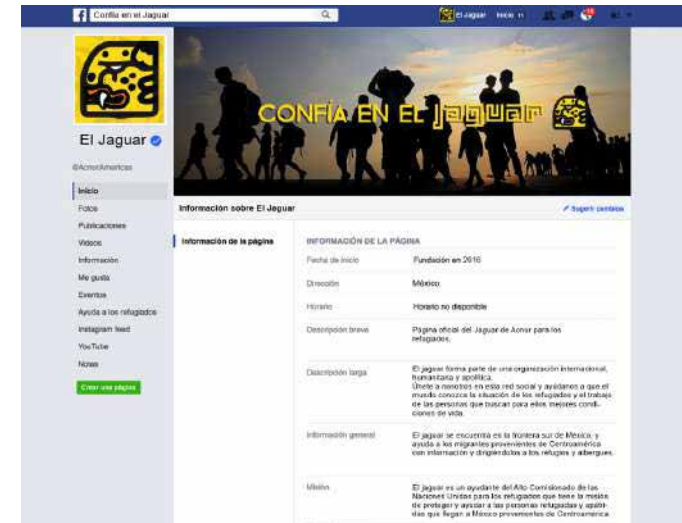 Confía en el Jaguar
El Jaguar Inicio 11
CONFÍA EN EL jaguar
El Jaguar
@AcnurAmericas
Inicio
Fotos
Publicaciones
Videos
Información
Me gusta
Eventos
Ayuda a los refugiados
Instagram feed
YouTube
Notas
Crear una página
Información sobre El Jaguar
Sugerir cambios
Información de la página
INFORMACIÓN DE LA PÁGINA
Fecha de inicio Fundación en 2016
Dirección México
Horario Horario no disponible
Descripción breve Página oficial del Jaguar de Acnur para los
refugiados.
Descripción larga El jaguar forma parte de una organización internacional,
humanitaria y apolítica.
Únete a nosotros en esta red social y ayúdanos a que el
mundo conozca la situación de los refugiados y el trabajo
de las personas que buscan para ellos mejores condi-
ciones de vida.
Información general El jaguar se encuentra en la frontera sur de México, y
ayuda a los migrantes provenientes de Centroamérica
con información y dirigiéndolos a los refugios y albergues.
Misión El jaguar es un ayudante del Alto Comisionado de las
Naciones Unidas para los refugiados que tiene la misión
de proteger y ayudar a las personas refugiadas y apátri-
das que llegan a México provenientes de Centroamerica